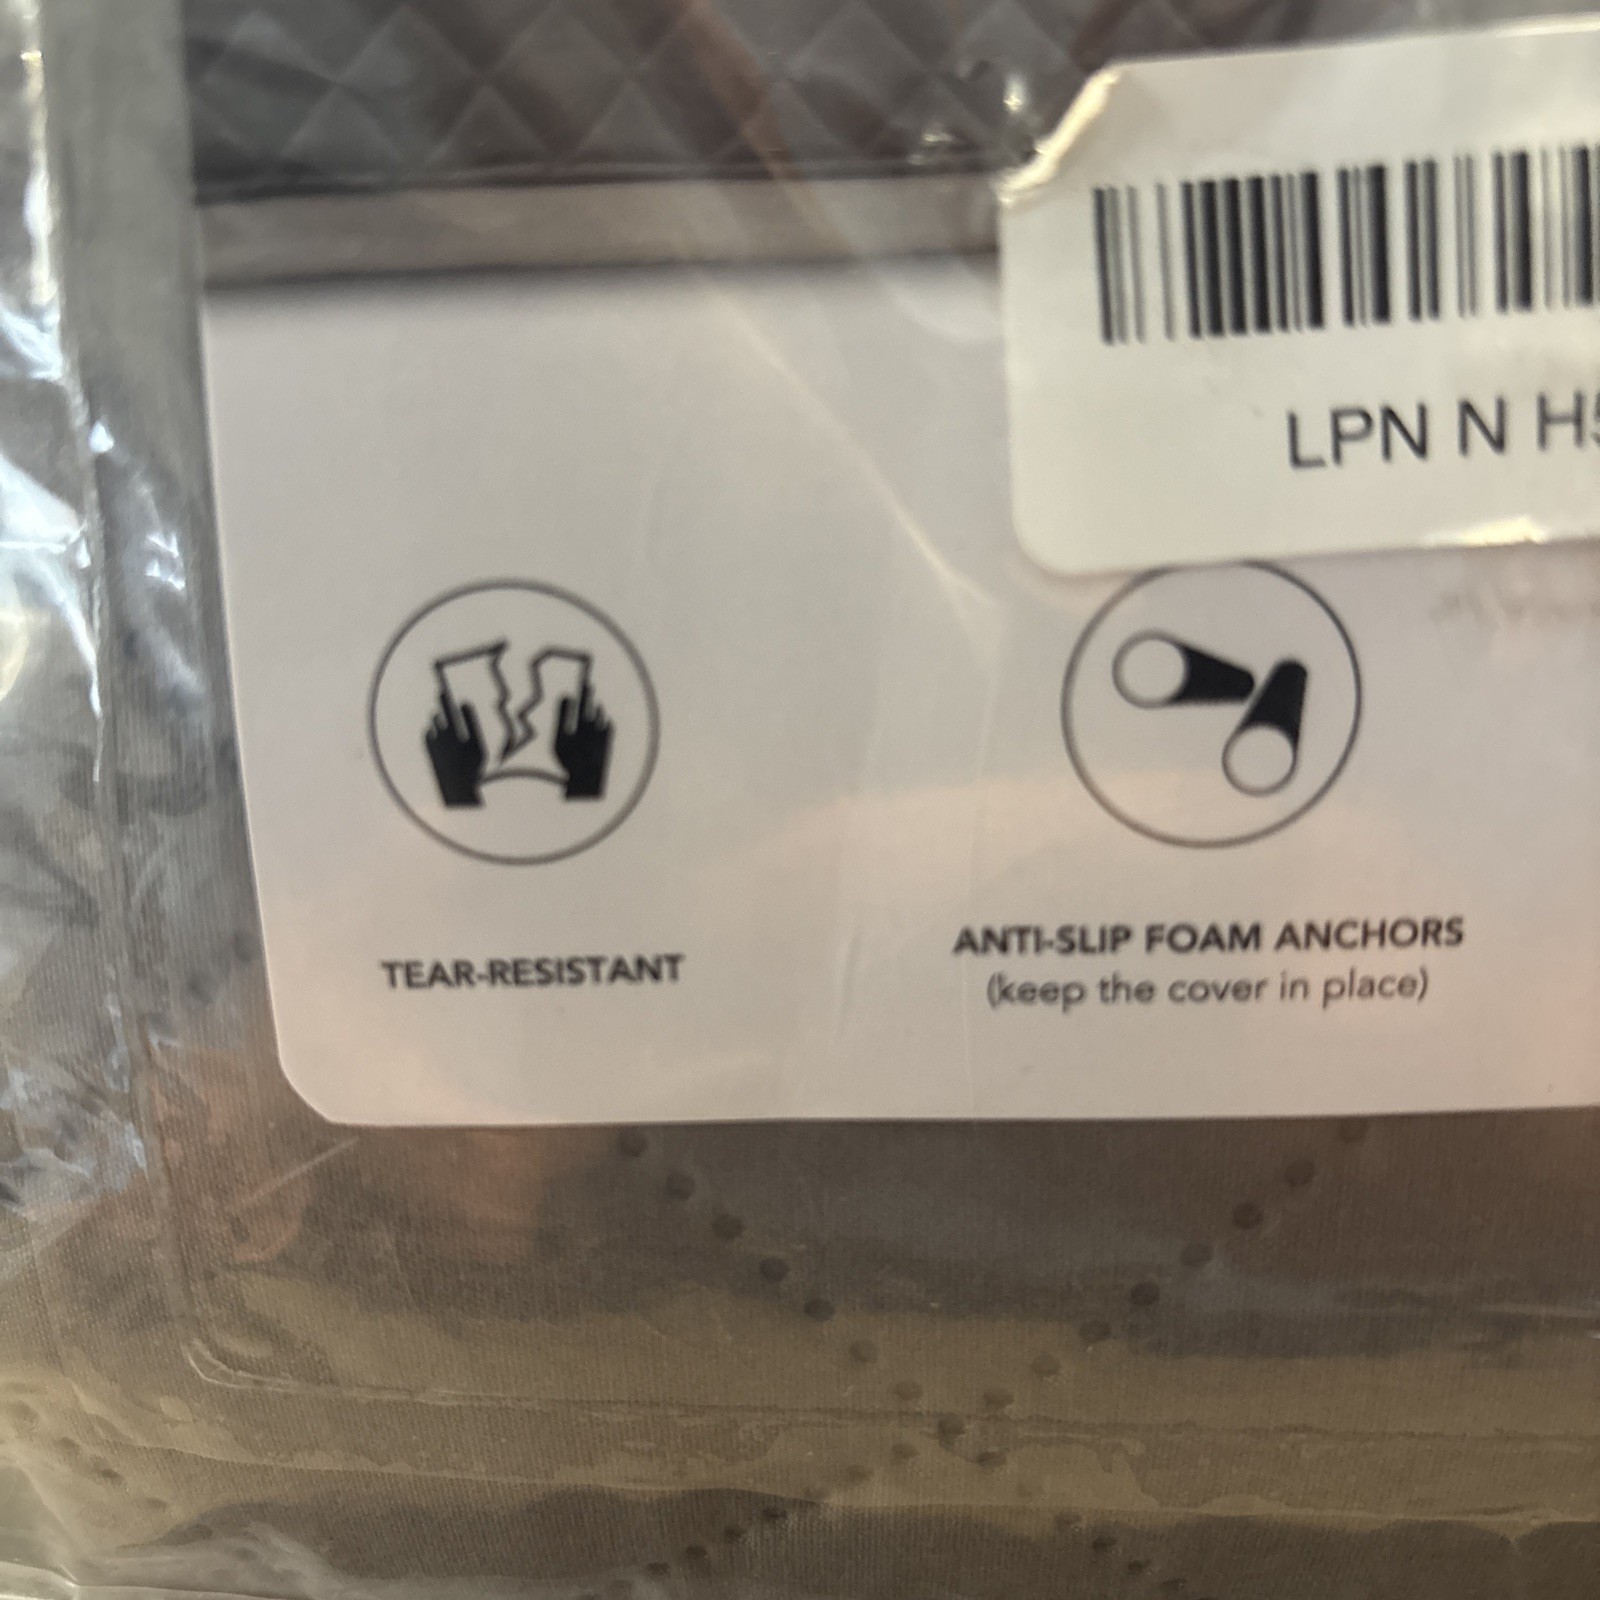 LPN N H5
TEAR-RESISTANT
ANTI-SLIP FOAM ANCHORS
(keep the cover in place)